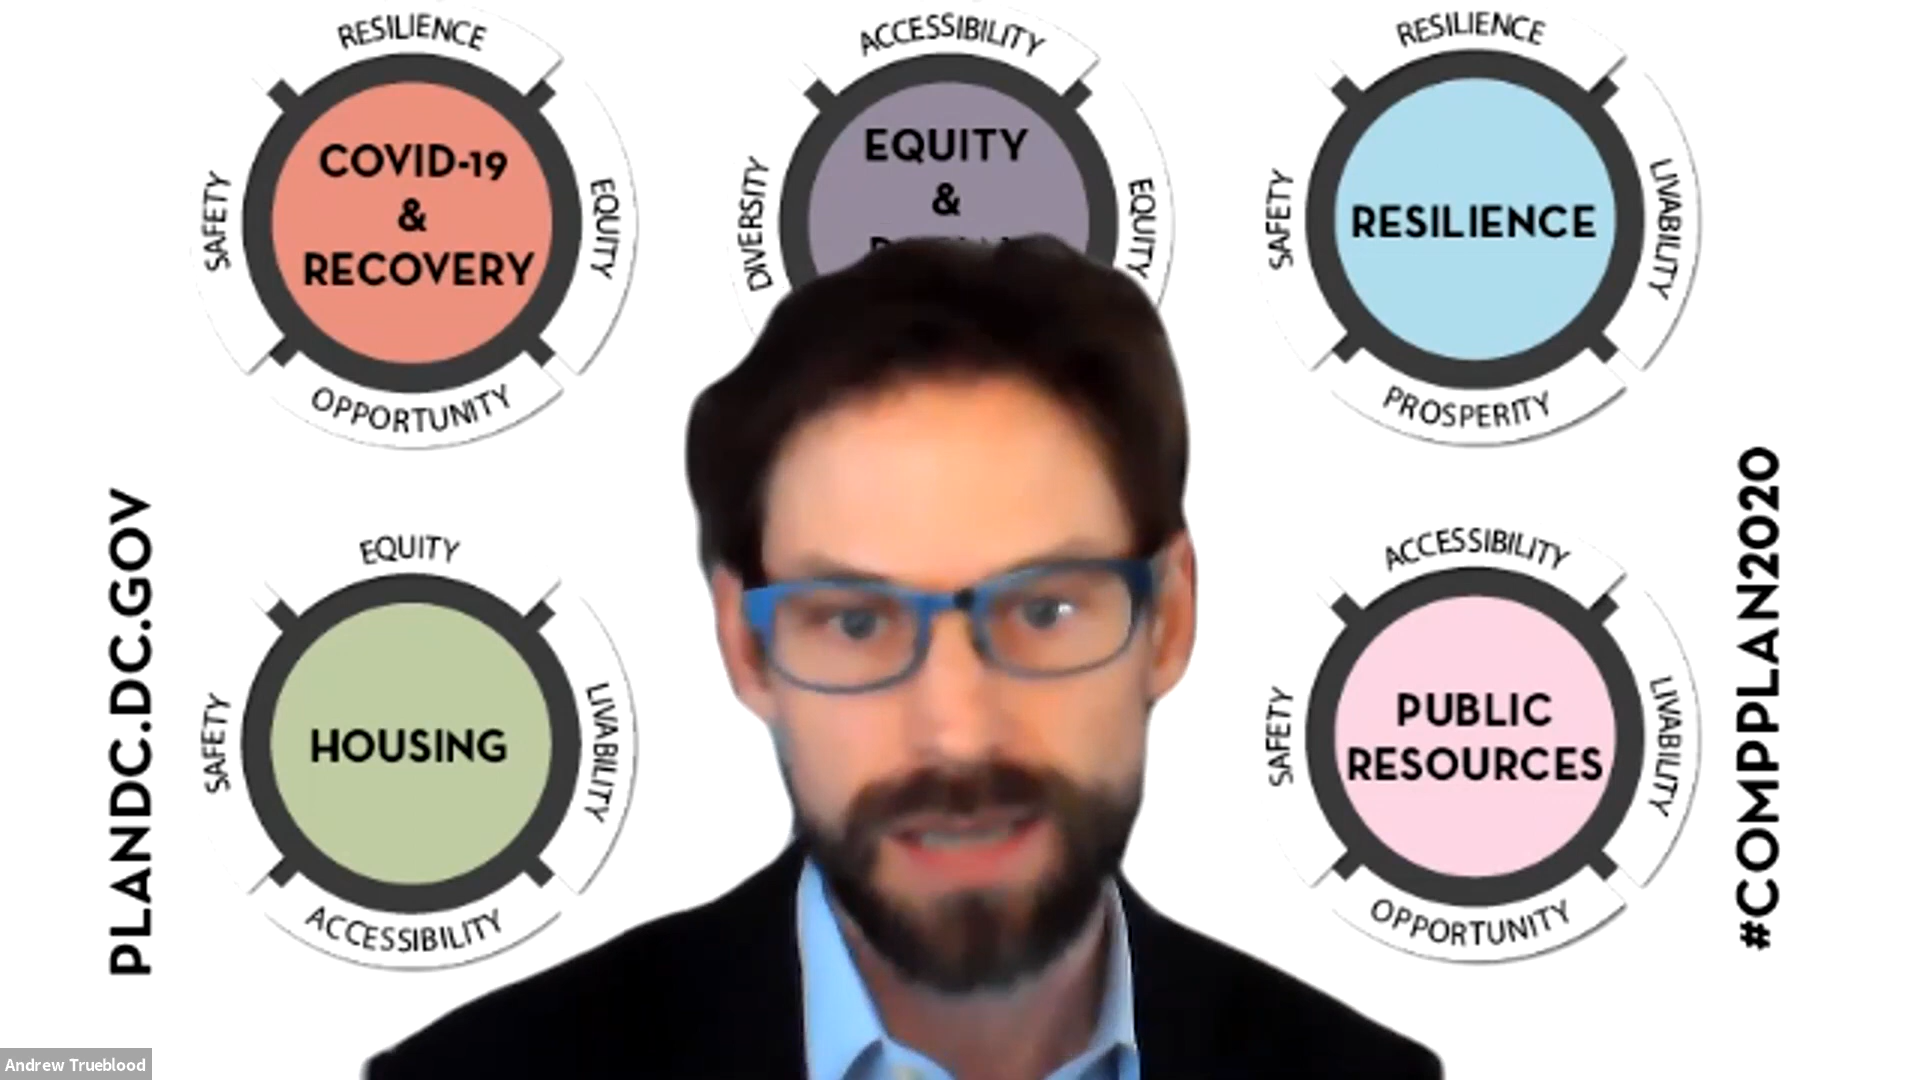 RESILIENCE
SAFETY
COVID-19
&
RECOVERY
EQUITY
OPPORTUNITY
ACCESSIBILITY
DIVERSITY
EQUITY
&
EQUITY
RESILIENCE
SAFETY
RESILIENCE
LIVABILITY
PROSPERITY
PLANDC.DC.GOV
EQUITY
SAFETY
HOUSING
LIVABILITY
ACCESSIBILITY
ACCESSIBILITY
SAFETY
PUBLIC
RESOURCES
LIVABILITY
OPPORTUNITY
#COMPPLAN2020
Andrew Trueblood